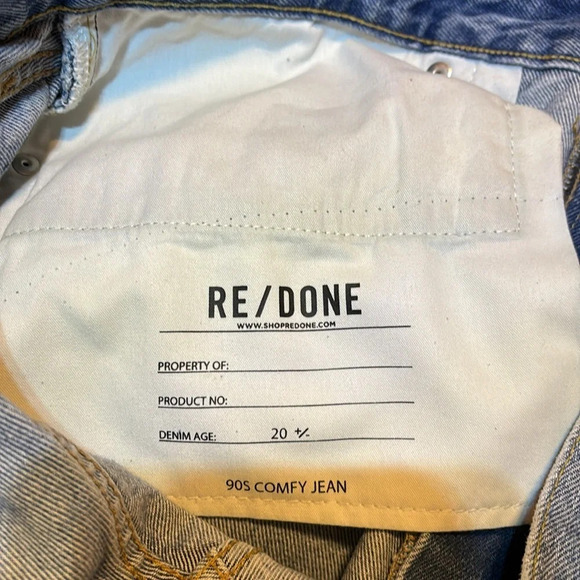 RE/DONE
WWW.SHOPREDONE.COM
PROPERTY OF:
PRODUCT NO:
DENIM AGE: 20 +/-
90S COMFY JEAN